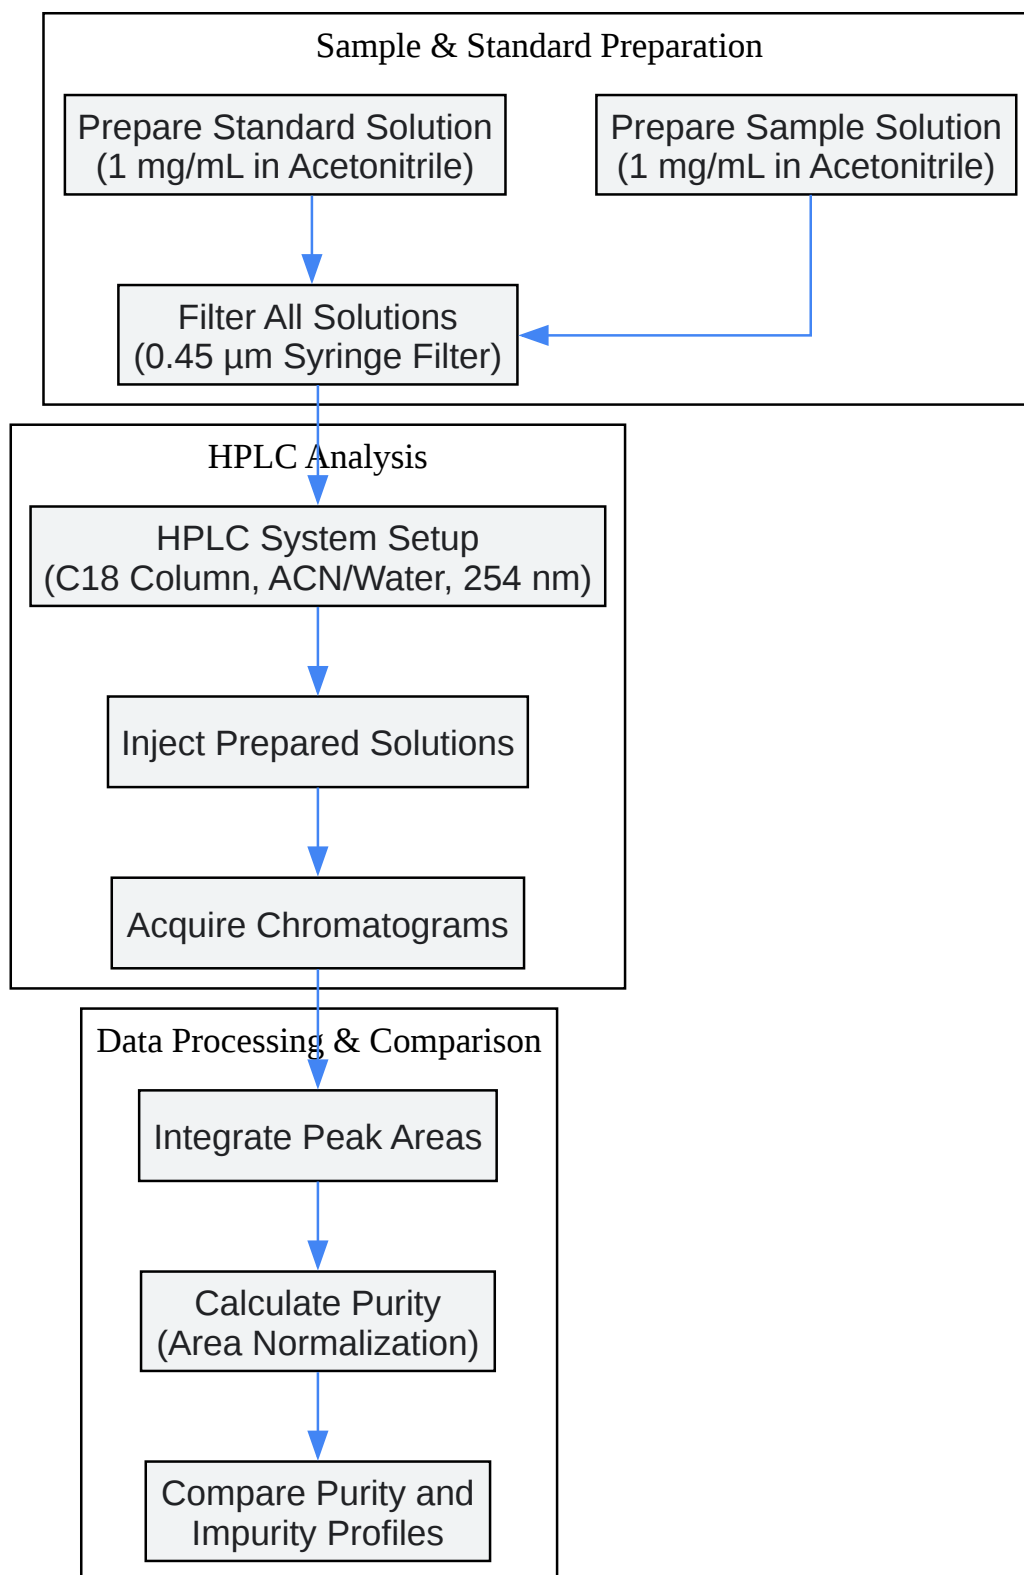 Sample & Standard Preparation
Prepare Standard Solution
(1 mg/mL in Acetonitrile)
Prepare Sample Solution
(1 mg/mL in Acetonitrile)
Filter All Solutions
(0.45 µm Syringe Filter)
HPLC Analysis
HPLC System Setup
(C18 Column, ACN/Water, 254 nm)
Inject Prepared Solutions
Acquire Chromatograms
Data Processing & Comparison
Integrate Peak Areas
Calculate Purity
(Area Normalization)
Compare Purity and
Impurity Profiles